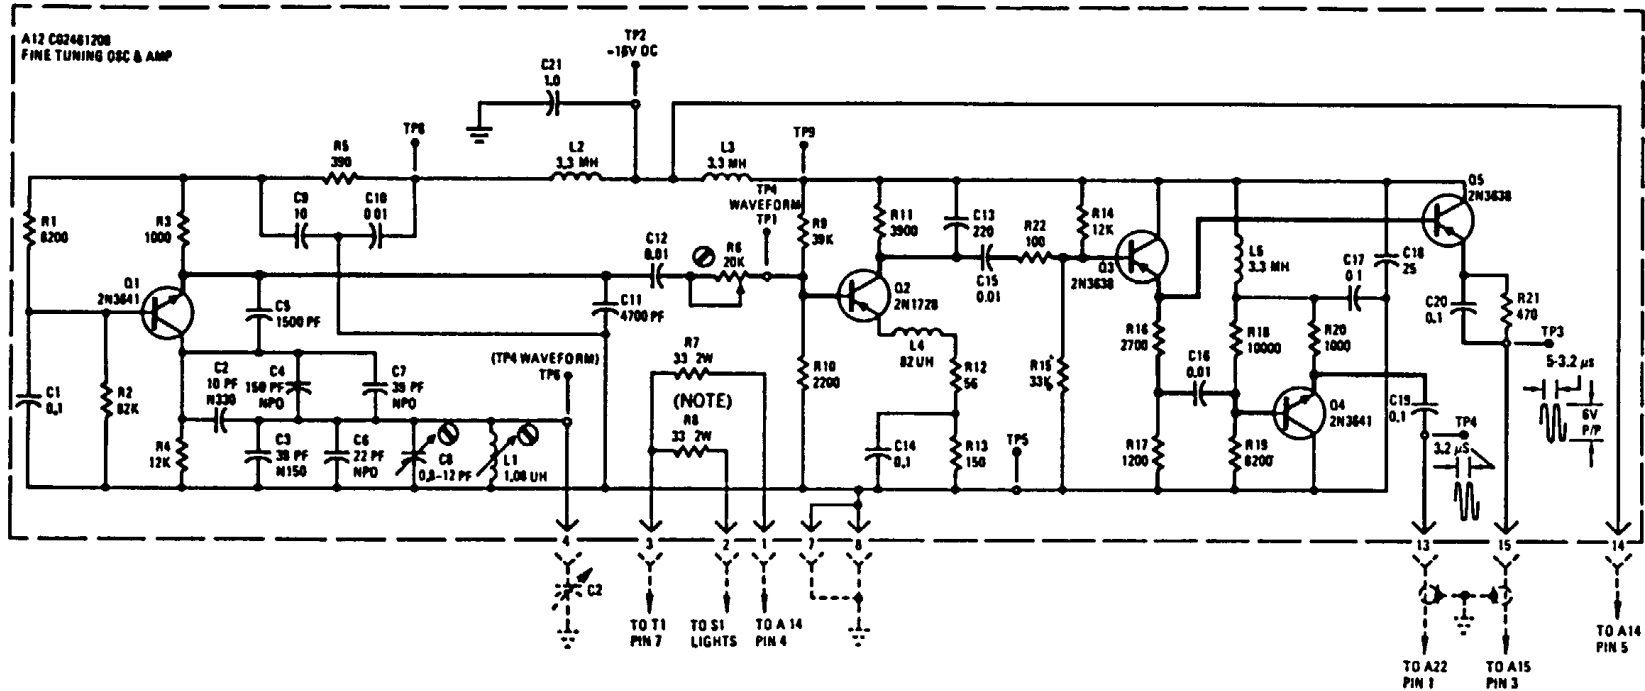 A12 CG2461208
FINE TUNING OSC & AMP
TP2
-16V DC
C21
1.0
TP8
R5
390
L2
3.3 MH
L3
3.3 MH
TP9
R1
8200
R3
1000
C9
10
C10
0.01
TP4
WAVEFORM
TP1
R9
39K
R11
3900
C13
220
R14
12K
Q5
2N3638
C12
0.01
R6
20K
R22
100
Q1
2N3641
C5
1500 PF
C11
4700 PF
Q2
2N1728
C15
0.01
Q3
2N3638
L5
3.3 MH
C17
0.1
C18
25
C20
0.1
R21
470
C1
0.1
R2
82K
C2
10 PF
N330
C4
150 PF
NPO
C7
39 PF
NPO
(TP4 WAVEFORM)
TP6
R7
33 2W
(NOTE)
R8
33 2W
R10
2200
L4
82 UH
R12
56
R15
33K
R16
2700
C16
0.01
R18
10000
R20
1000
TP3
5-3.2 µs
6V
P/P
Q4
2N3641
C19
0.1
TP4
3.2 µS
R4
12K
C3
39 PF
N150
C6
22 PF
NPO
C8
0.8-12 PF
L1
1.08 UH
C14
0.1
R13
150
TP5
R17
1200
R19
8200
4
3
2
1
7
8
13
15
14
C2
TO T1
PIN 7
TO S1
LIGHTS
TO A 14
PIN 4
TO A22
PIN 1
TO A15
PIN 3
TO A14
PIN 5